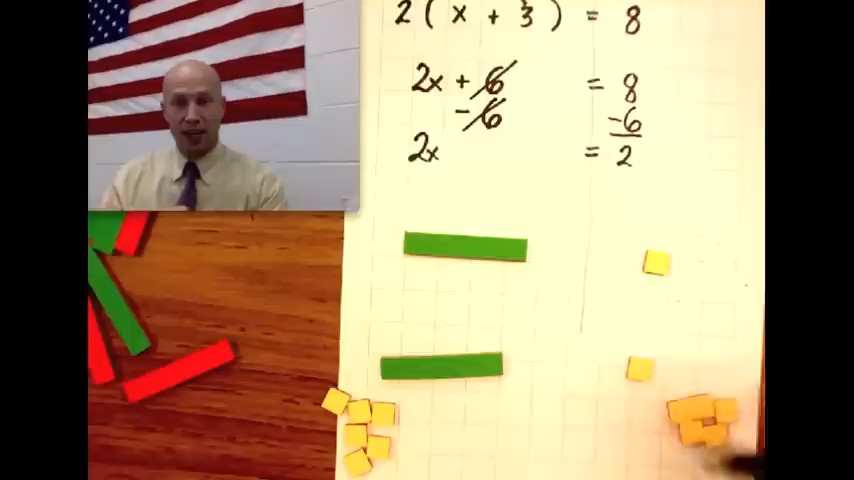 2 ( x + 3 ) = 8
2x + 6 = 8
- 6 -6
2x = 2